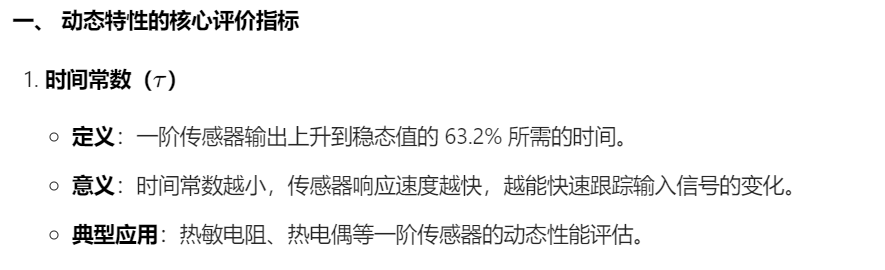 一、 动态特性的核心评价指标
1. 时间常数（τ）
○ 定义：一阶传感器输出上升到稳态值的 63.2% 所需的时间。
○ 意义：时间常数越小，传感器响应速度越快，越能快速跟踪输入信号的变化。
○ 典型应用：热敏电阻、热电偶等一阶传感器的动态性能评估。